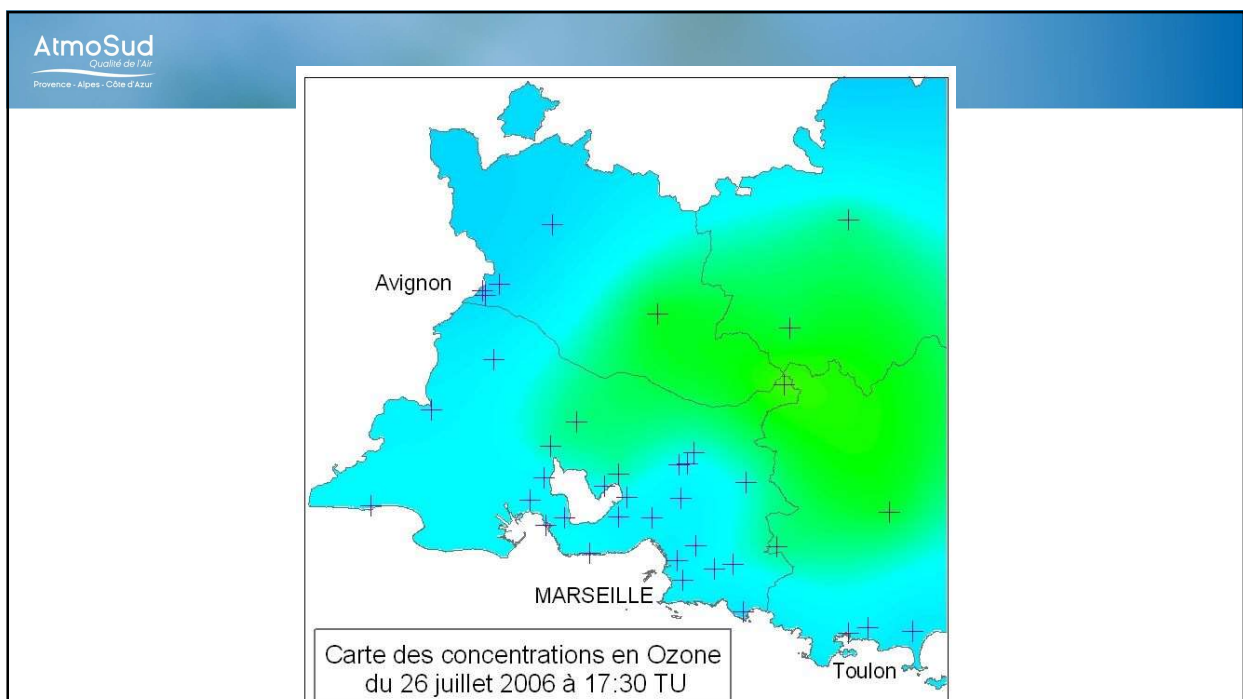 AtmoSud
Qualité de l'Air
Provence - Alpes - Côte d'Azur
Avignon
MARSEILLE
Toulon
Carte des concentrations en Ozone
du 26 juillet 2006 à 17:30 TU